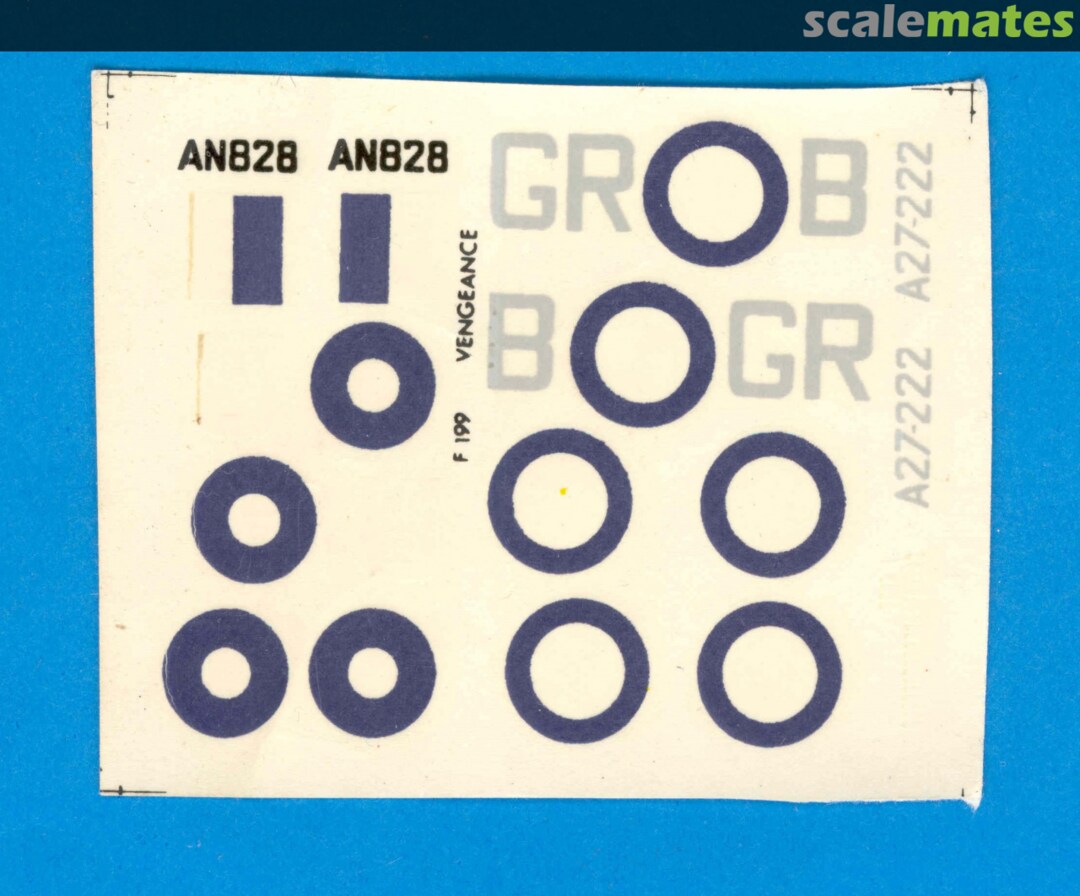 scalemates
AN828 AN828
GR B
A27-222
VENGEANCE
F 199
B GR
A27-222